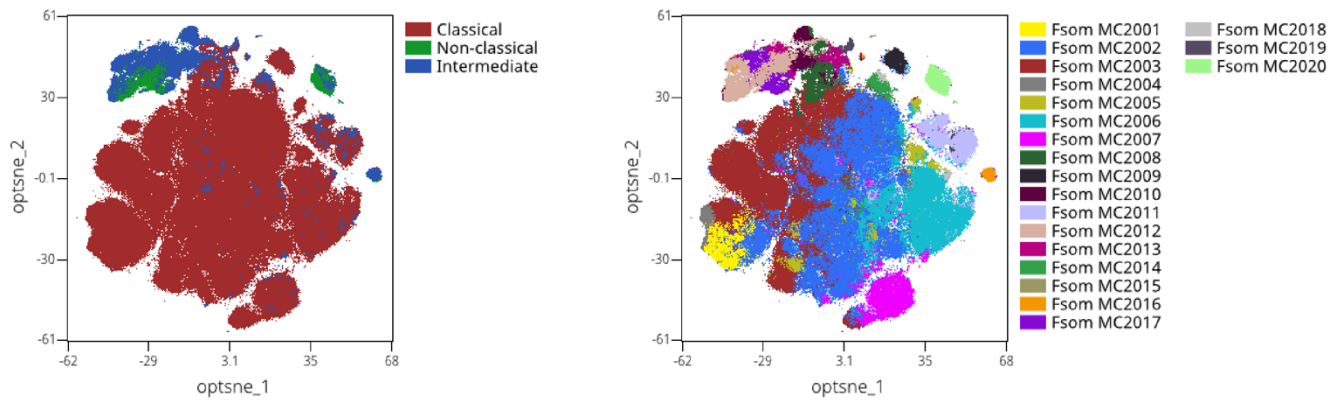 61
30
-0.1
-30
-61
-62
-29
3.1
35
68
optsne_1
optsne_2
Classical
Non-classical
Intermediate
61
30
-0.1
-30
-61
-62
-29
3.1
35
68
optsne_1
optsne_2
Fsom MC2001
Fsom MC2002
Fsom MC2003
Fsom MC2004
Fsom MC2005
Fsom MC2006
Fsom MC2007
Fsom MC2008
Fsom MC2009
Fsom MC2010
Fsom MC2011
Fsom MC2012
Fsom MC2013
Fsom MC2014
Fsom MC2015
Fsom MC2016
Fsom MC2017
Fsom MC2018
Fsom MC2019
Fsom MC2020